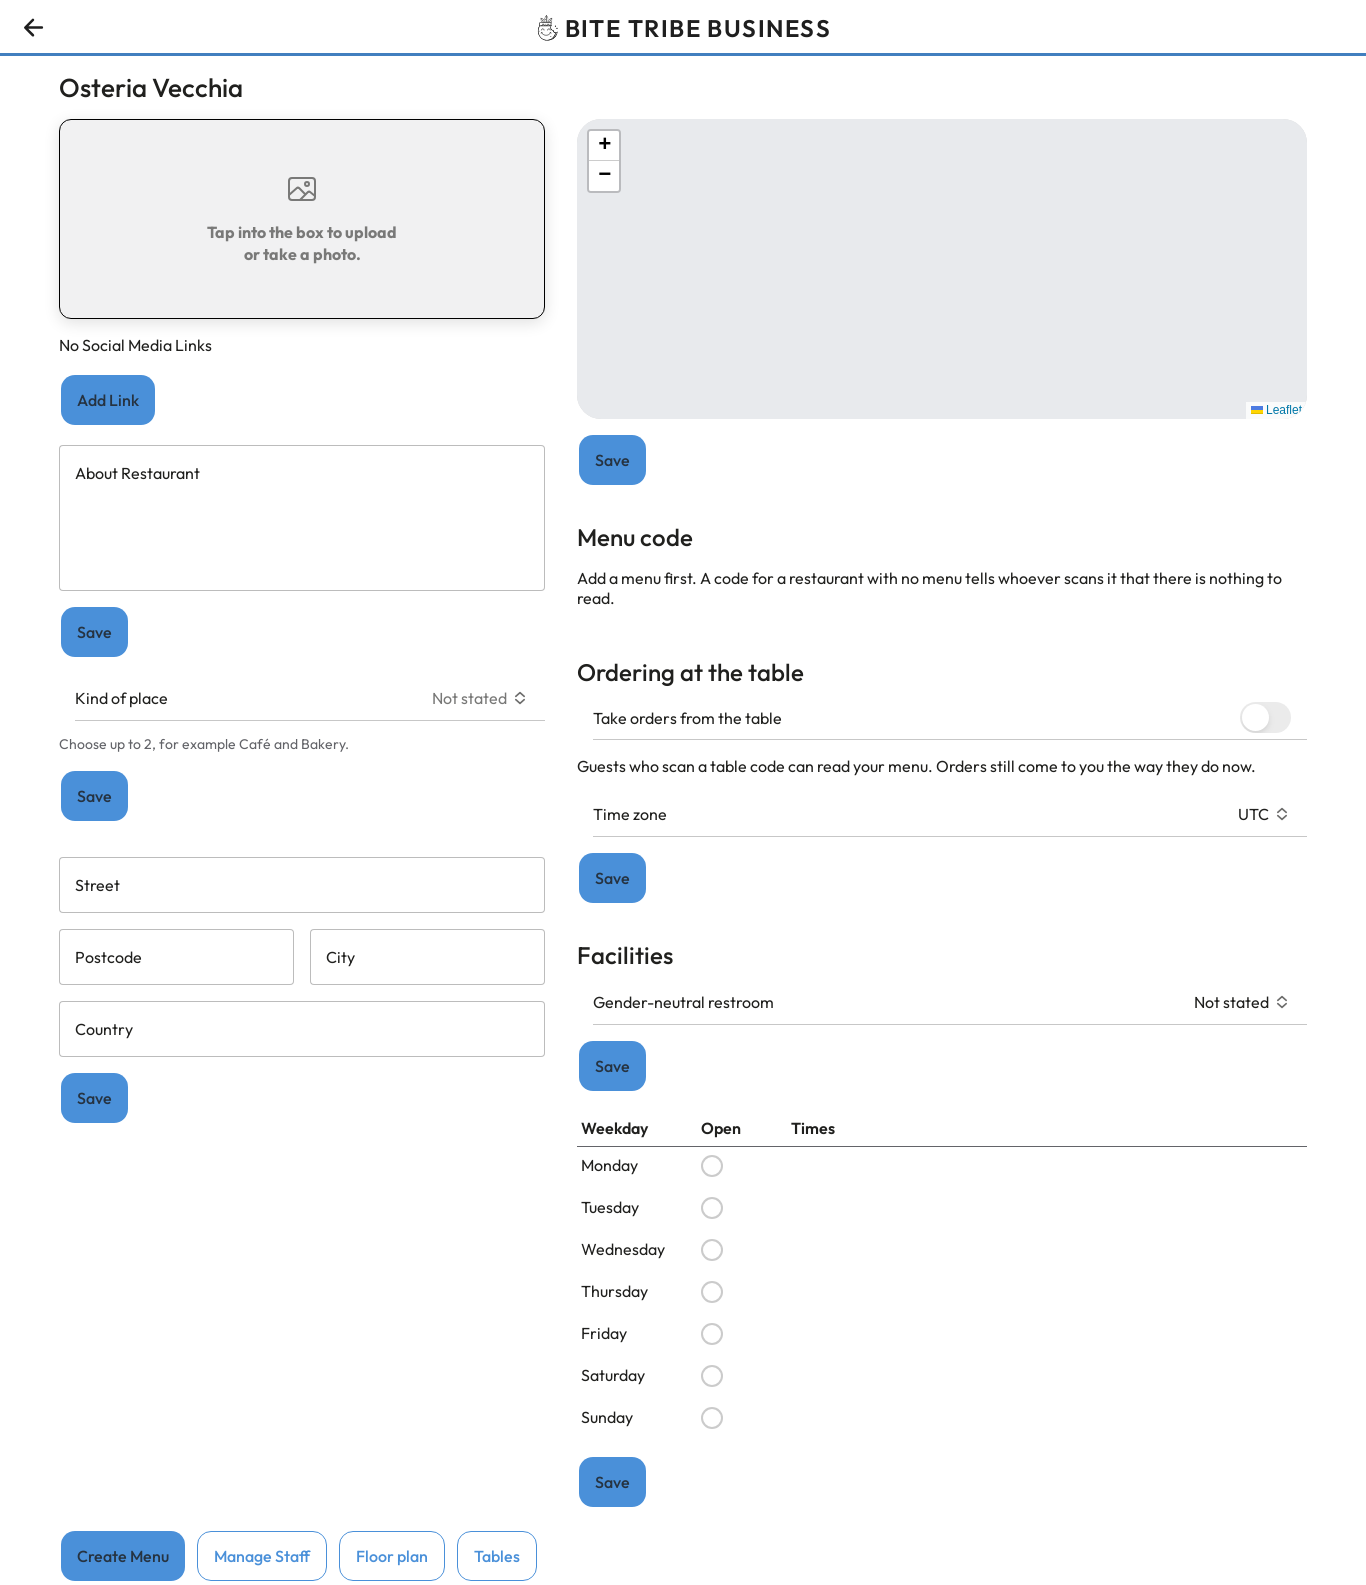 BITE TRIBE BUSINESS
Osteria Vecchia
Tap into the box to upload
or take a photo.
No Social Media Links
Add Link
About Restaurant
Save
Kind of place
Not stated
Choose up to 2, for example Café and Bakery.
Save
Street
Postcode
City
Country
Save
+
−
Leaflet
Save
Menu code
Add a menu first. A code for a restaurant with no menu tells whoever scans it that there is nothing to
read.
Ordering at the table
Take orders from the table
Guests who scan a table code can read your menu. Orders still come to you the way they do now.
Time zone
UTC
Save
Facilities
Gender-neutral restroom
Not stated
Save
Weekday Open Times
Monday
Tuesday
Wednesday
Thursday
Friday
Saturday
Sunday
Save
Create Menu
Manage Staff
Floor plan
Tables